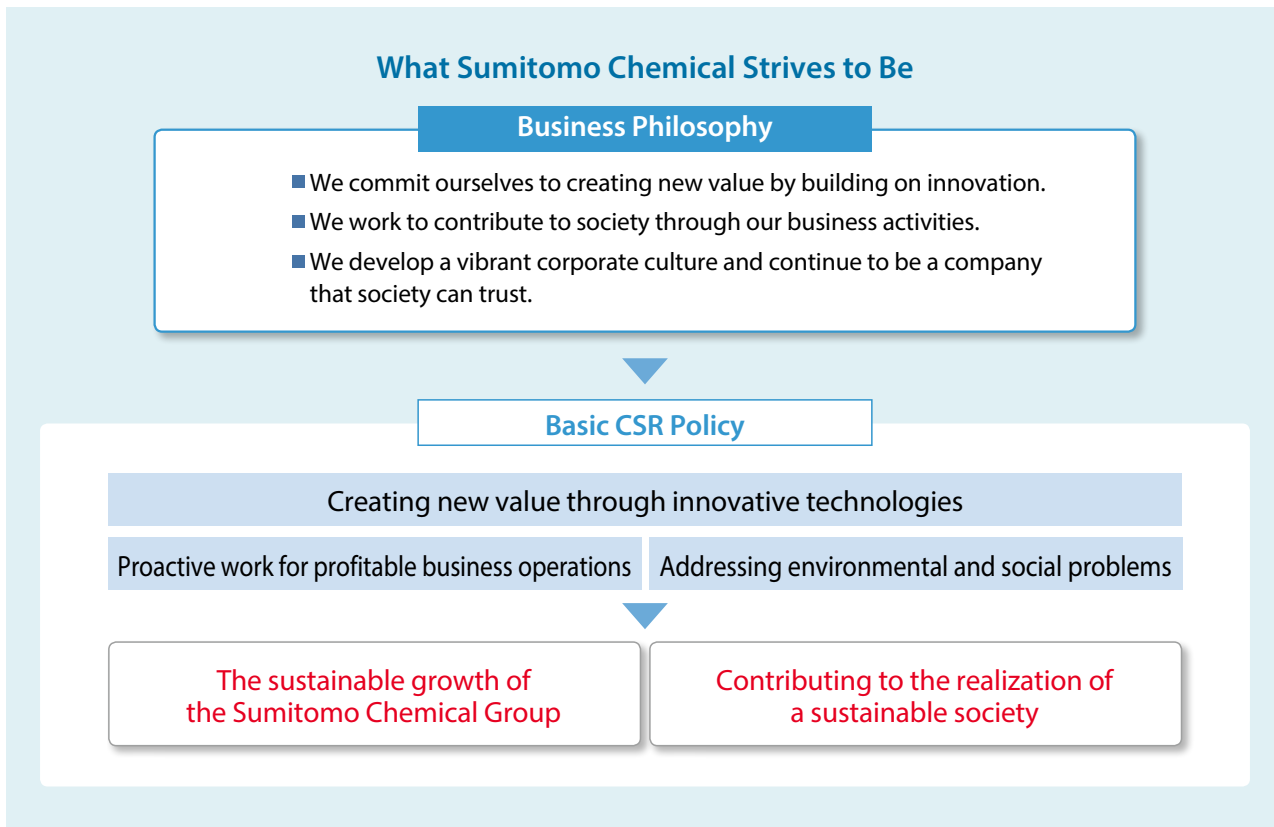 What Sumitomo Chemical Strives to Be
Business Philosophy
We commit ourselves to creating new value by building on innovation.
We work to contribute to society through our business activities.
We develop a vibrant corporate culture and continue to be a company
that society can trust.
Basic CSR Policy
Creating new value through innovative technologies
Proactive work for profitable business operations
Addressing environmental and social problems
The sustainable growth of
the Sumitomo Chemical Group
Contributing to the realization of
a sustainable society